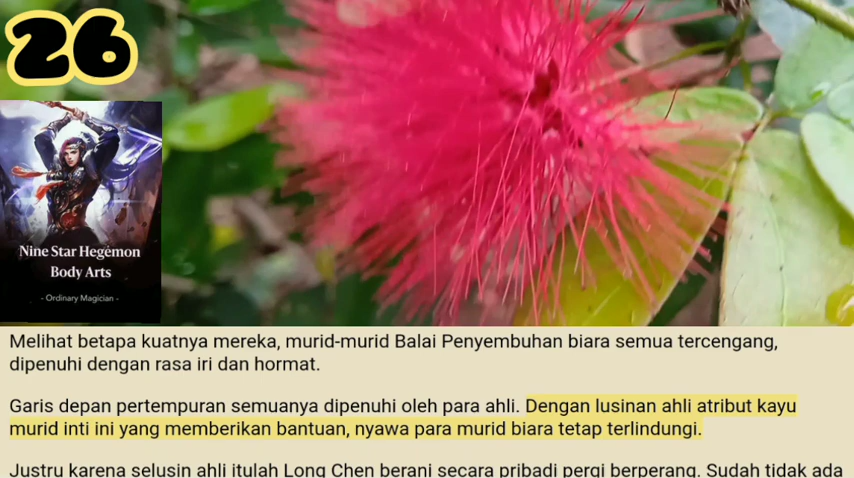 26
Nine Star Hegemon
Body Arts
- Ordinary Magician -
Melihat betapa kuatnya mereka, murid-murid Balai Penyembuhan biara semua tercengang,
dipenuhi dengan rasa iri dan hormat.
Garis depan pertempuran semuanya dipenuhi oleh para ahli. Dengan lusinan ahli atribut kayu
murid inti ini yang memberikan bantuan, nyawa para murid biara tetap terlindungi.
Justru karena selusin ahli itulah Long Chen berani secara pribadi pergi berperang. Sudah tidak ada